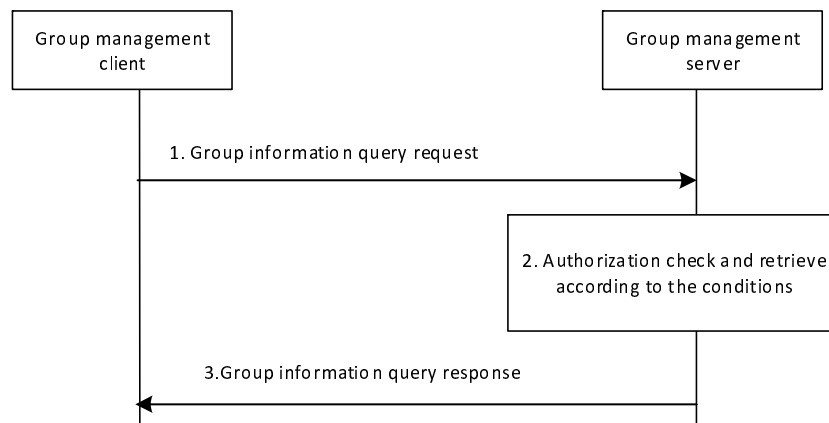 Group management
client
Group management
server
1. Group information query request
2. Authorization check and retrieve
according to the conditions
3.Group information query response